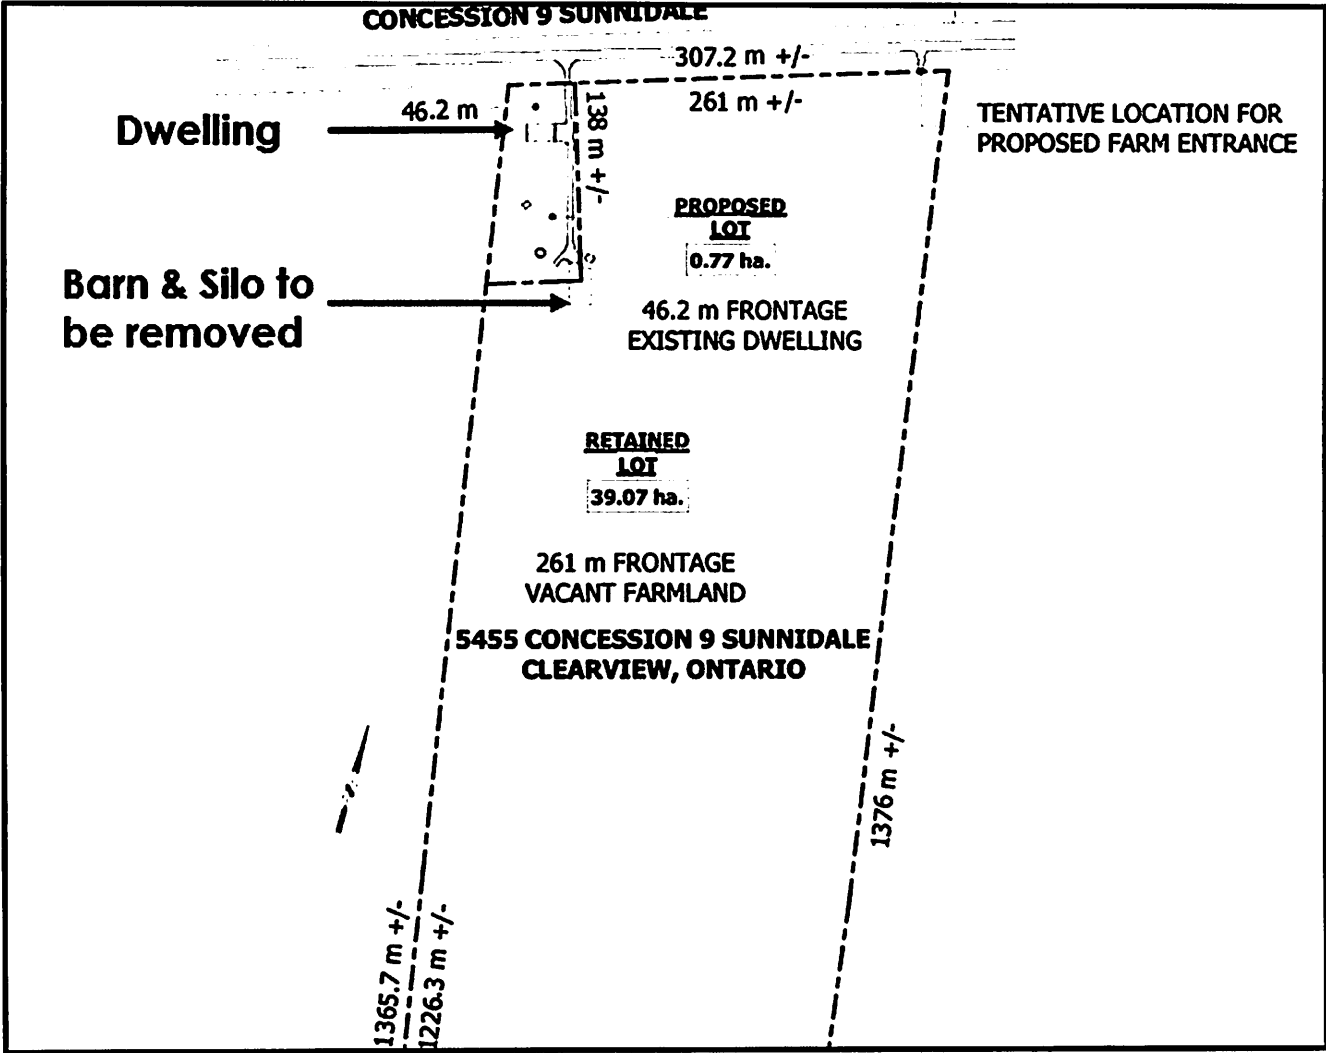 CONCESSION 9 SUNNIDALE
307.2 m +/-
46.2 m
261 m +/-
138 m +/-
Dwelling
TENTATIVE LOCATION FOR
PROPOSED FARM ENTRANCE
PROPOSED
LOT
0.77 ha.
46.2 m FRONTAGE
EXISTING DWELLING
Barn & Silo to
be removed
RETAINED
LOT
39.07 ha.
261 m FRONTAGE
VACANT FARMLAND
5455 CONCESSION 9 SUNNIDALE
CLEARVIEW, ONTARIO
1376 m +/-
1365.7 m +/-
1226.3 m +/-